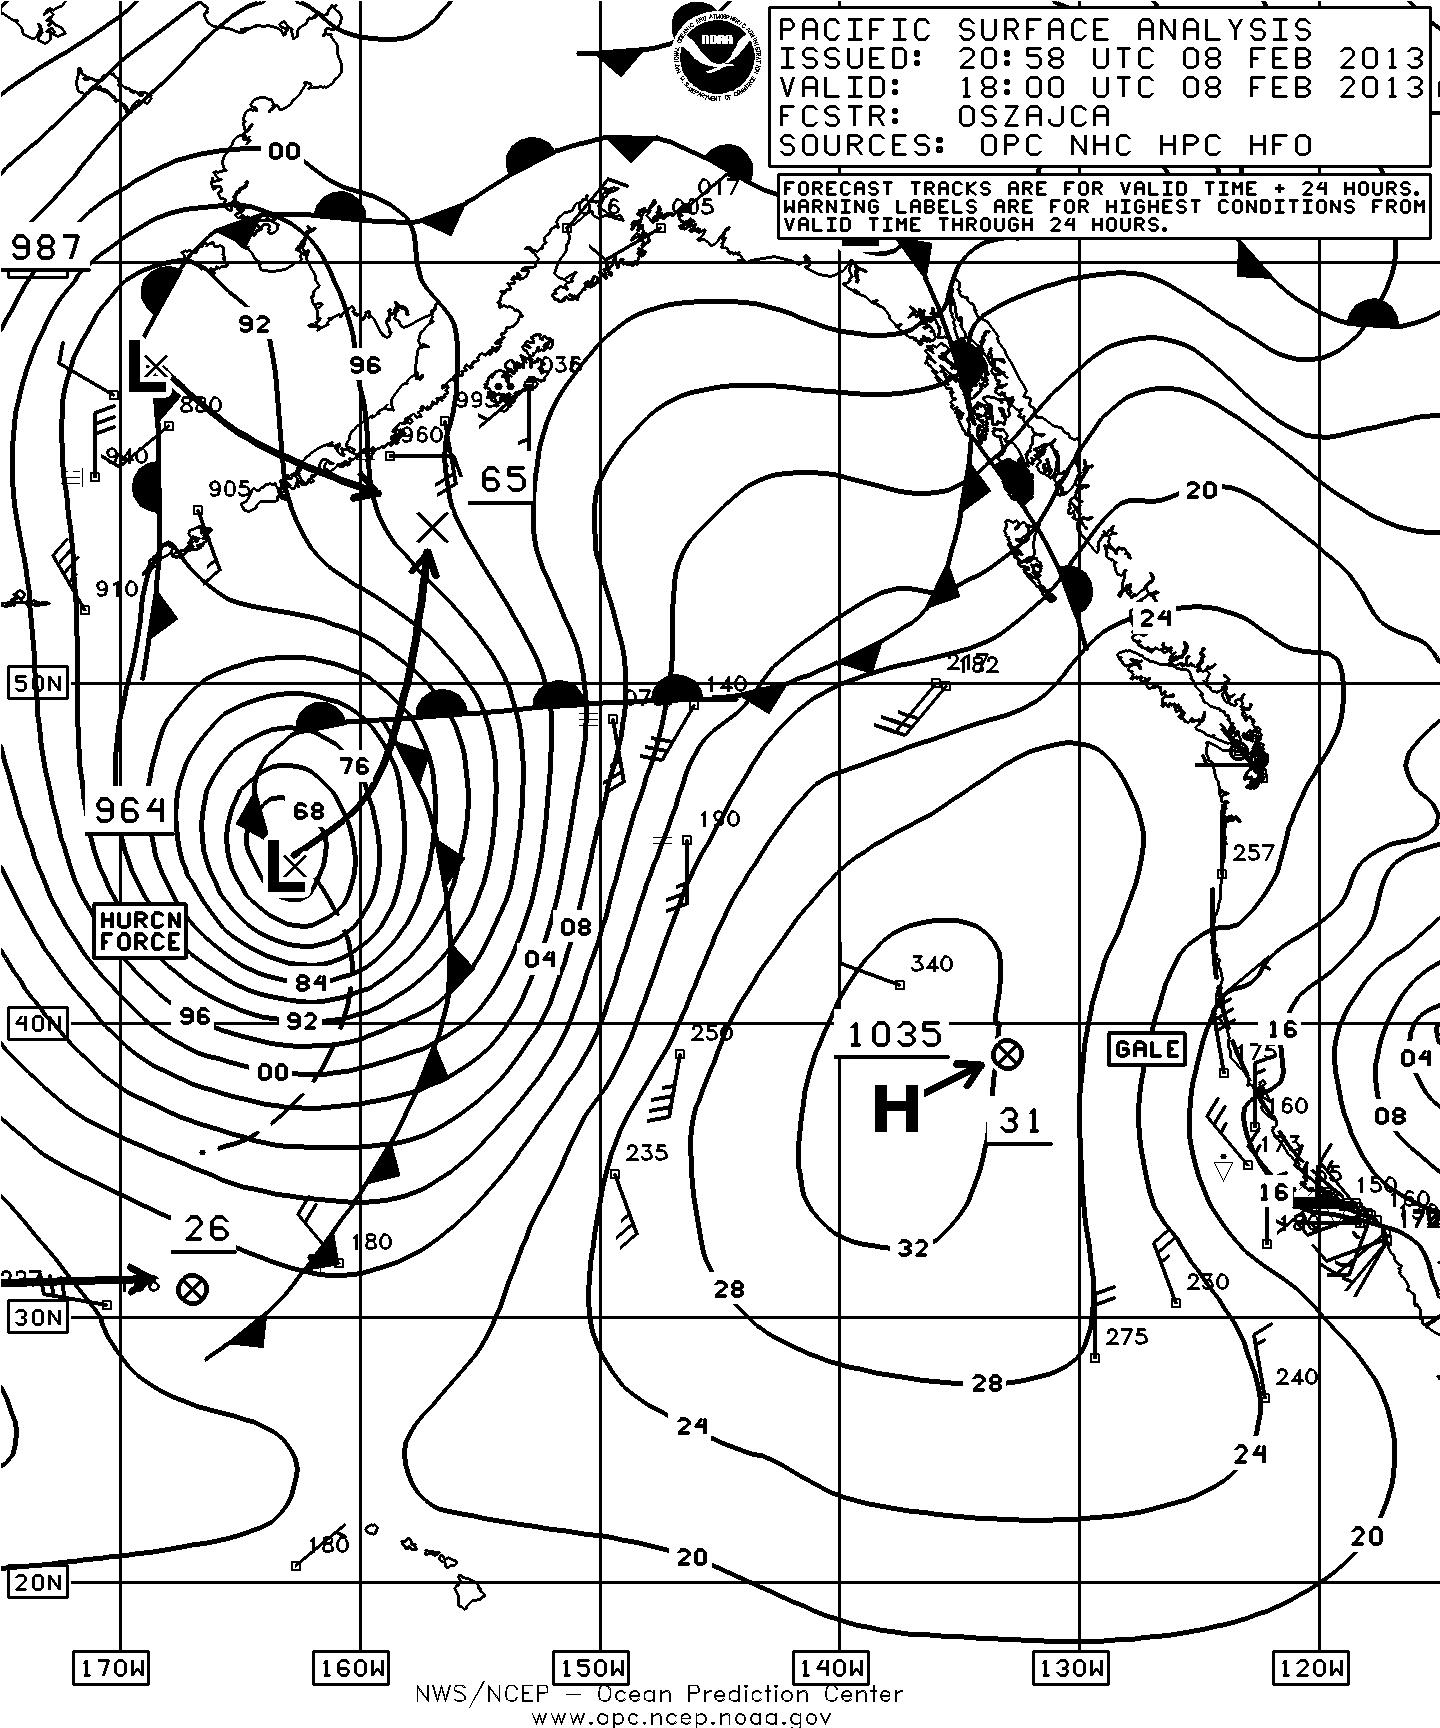 NOAA
PACIFIC SURFACE ANALYSIS
ISSUED: 20:58 UTC 08 FEB 2013
VALID: 18:00 UTC 08 FEB 2013
FCSTR: OSZAJCA
SOURCES: OPC NHC HPC HFO
FORECAST TRACKS ARE FOR VALID TIME + 24 HOURS.
WARNING LABELS ARE FOR HIGHEST CONDITIONS FROM
VALID TIME THROUGH 24 HOURS.
00
017
016 005
987
92
96
L
035
880
995
960
940
65
905
20
910
24
50N
217 182
140
76
964
68
190
L
257
HURCN
FORCE
08
04
340
84
96
92
40N
250
1035
16
GALE
175
04
00
H
160
08
31
235
173
16
150
160
26
180
32
28
230
30N
275
28
240
24
24
180
20
20
20N
170W
160W
150W
140W
130W
120W
NWS/NCEP – Ocean Prediction Center
www.opc.ncep.noaa.gov